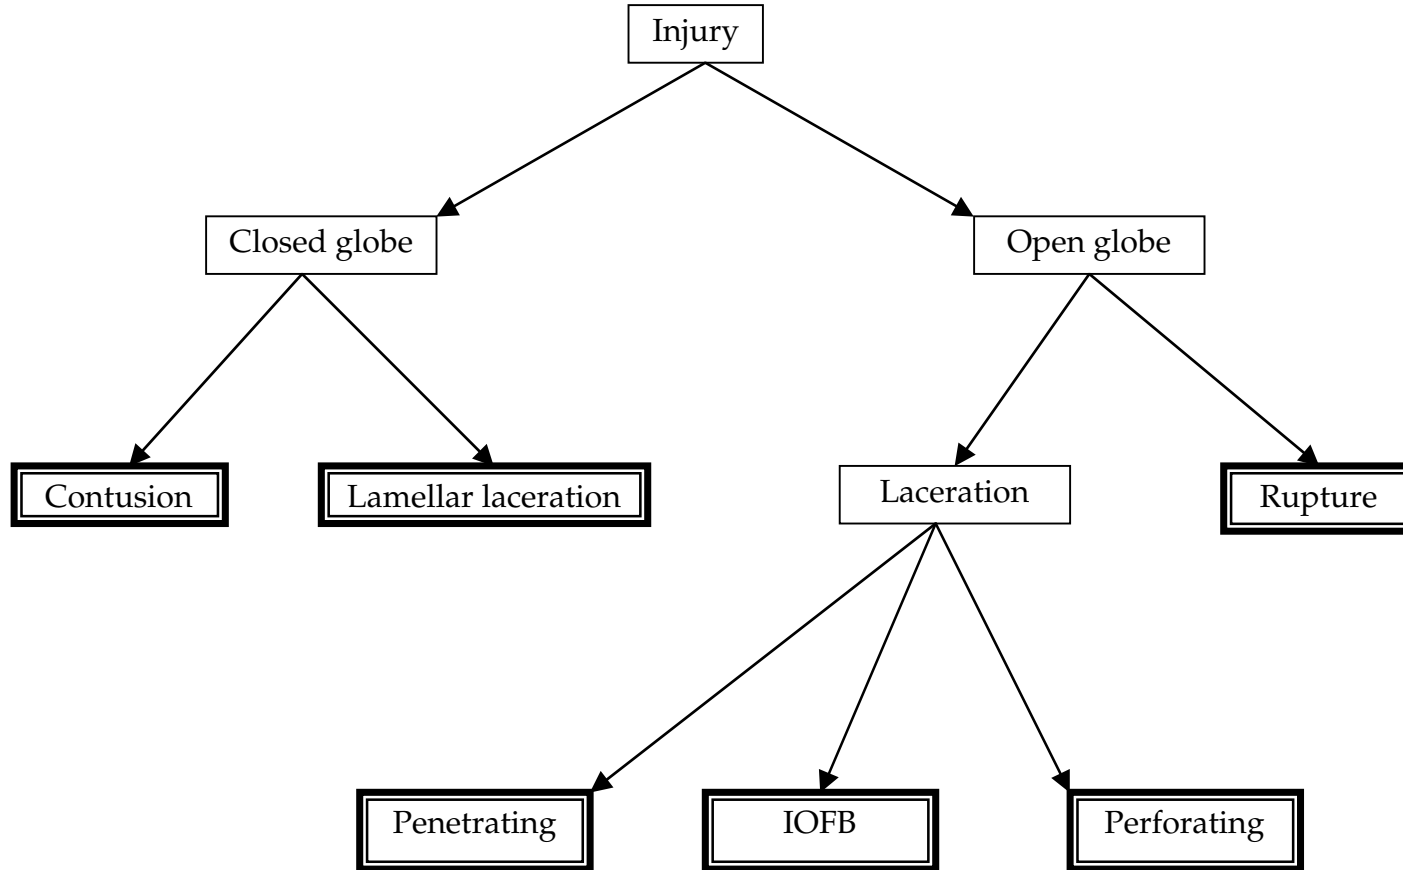 Injury
Closed globe
Open globe
Contusion
Lamellar laceration
Laceration
Rupture
Penetrating
IOFB
Perforating